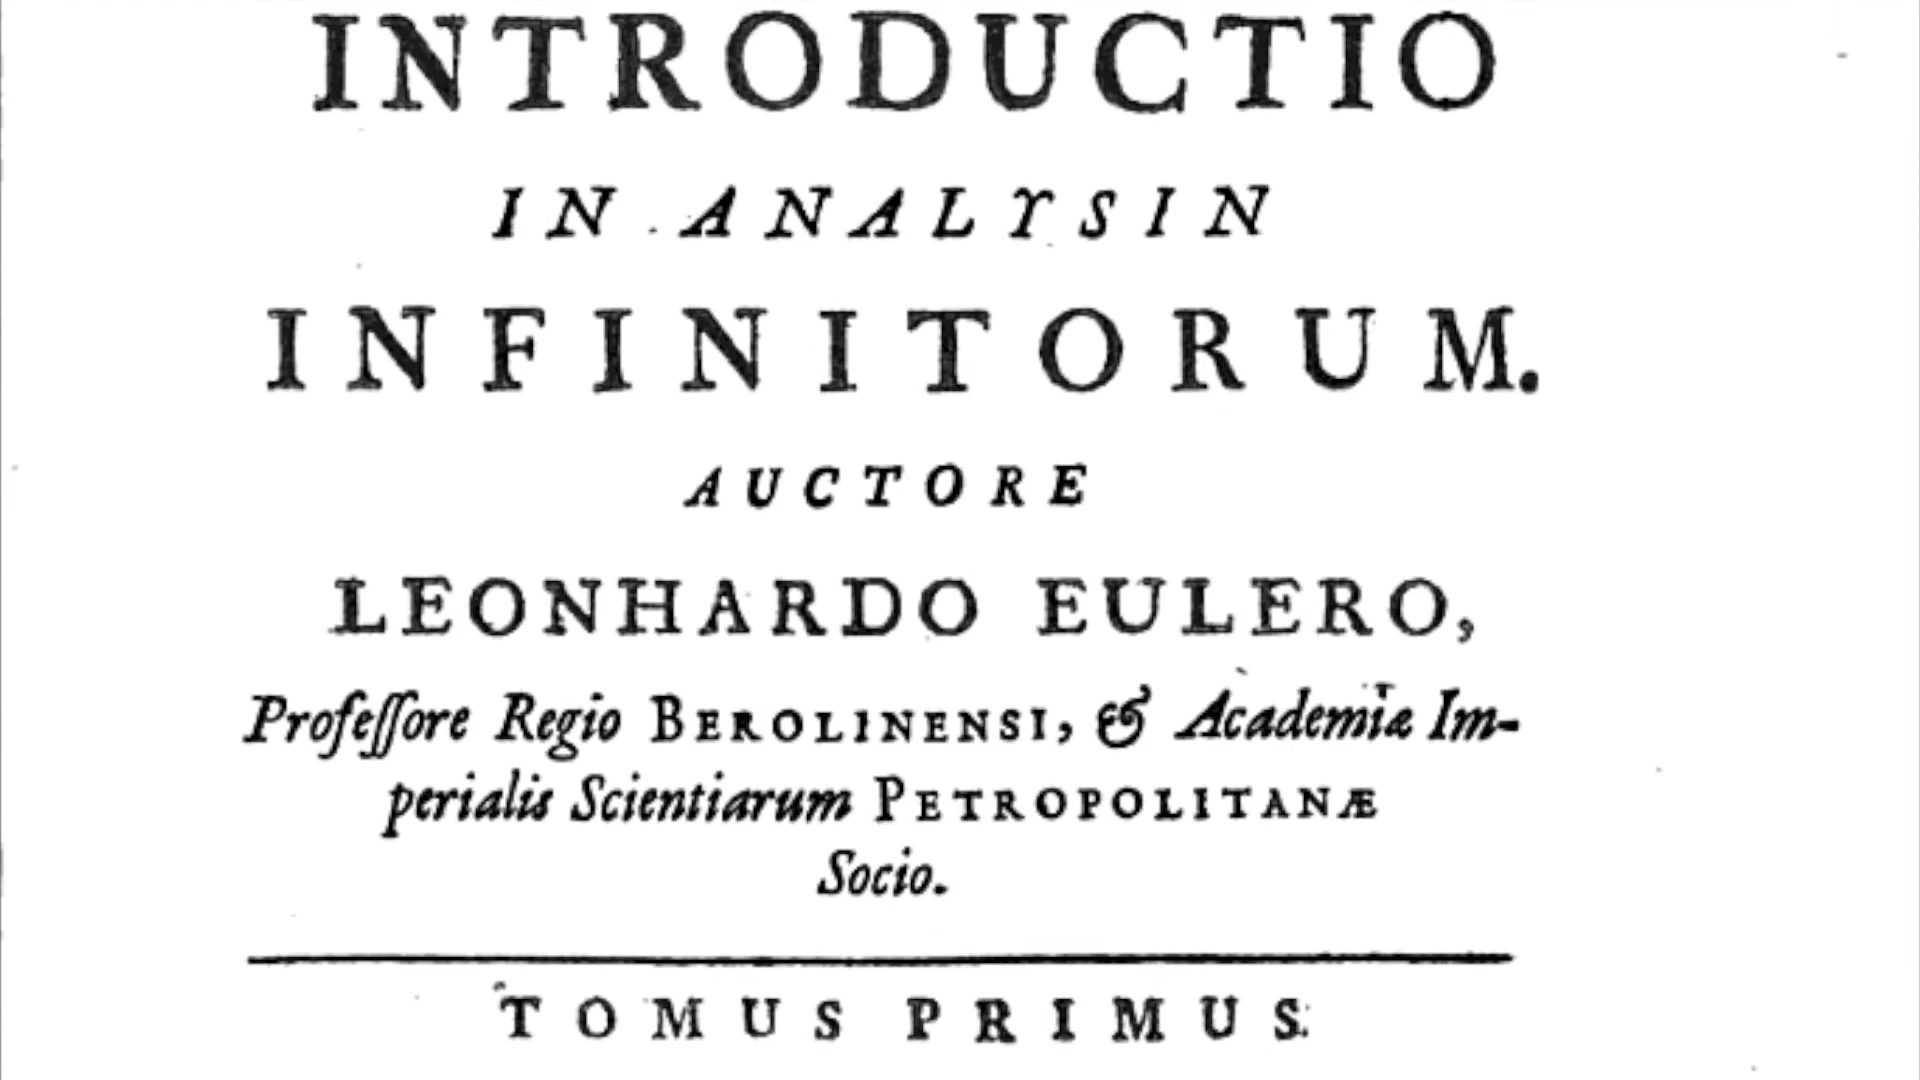 INTRODUCTIO
IN ANALYSIN
INFINITORUM.
AUCTORE
LEONHARDO EULERO,
Profeſſore Regio BEROLINENSI, & Academiæ Im-
perialis Scientiarum PETROPOLITANÆ
Socio.
TOMUS PRIMUS.